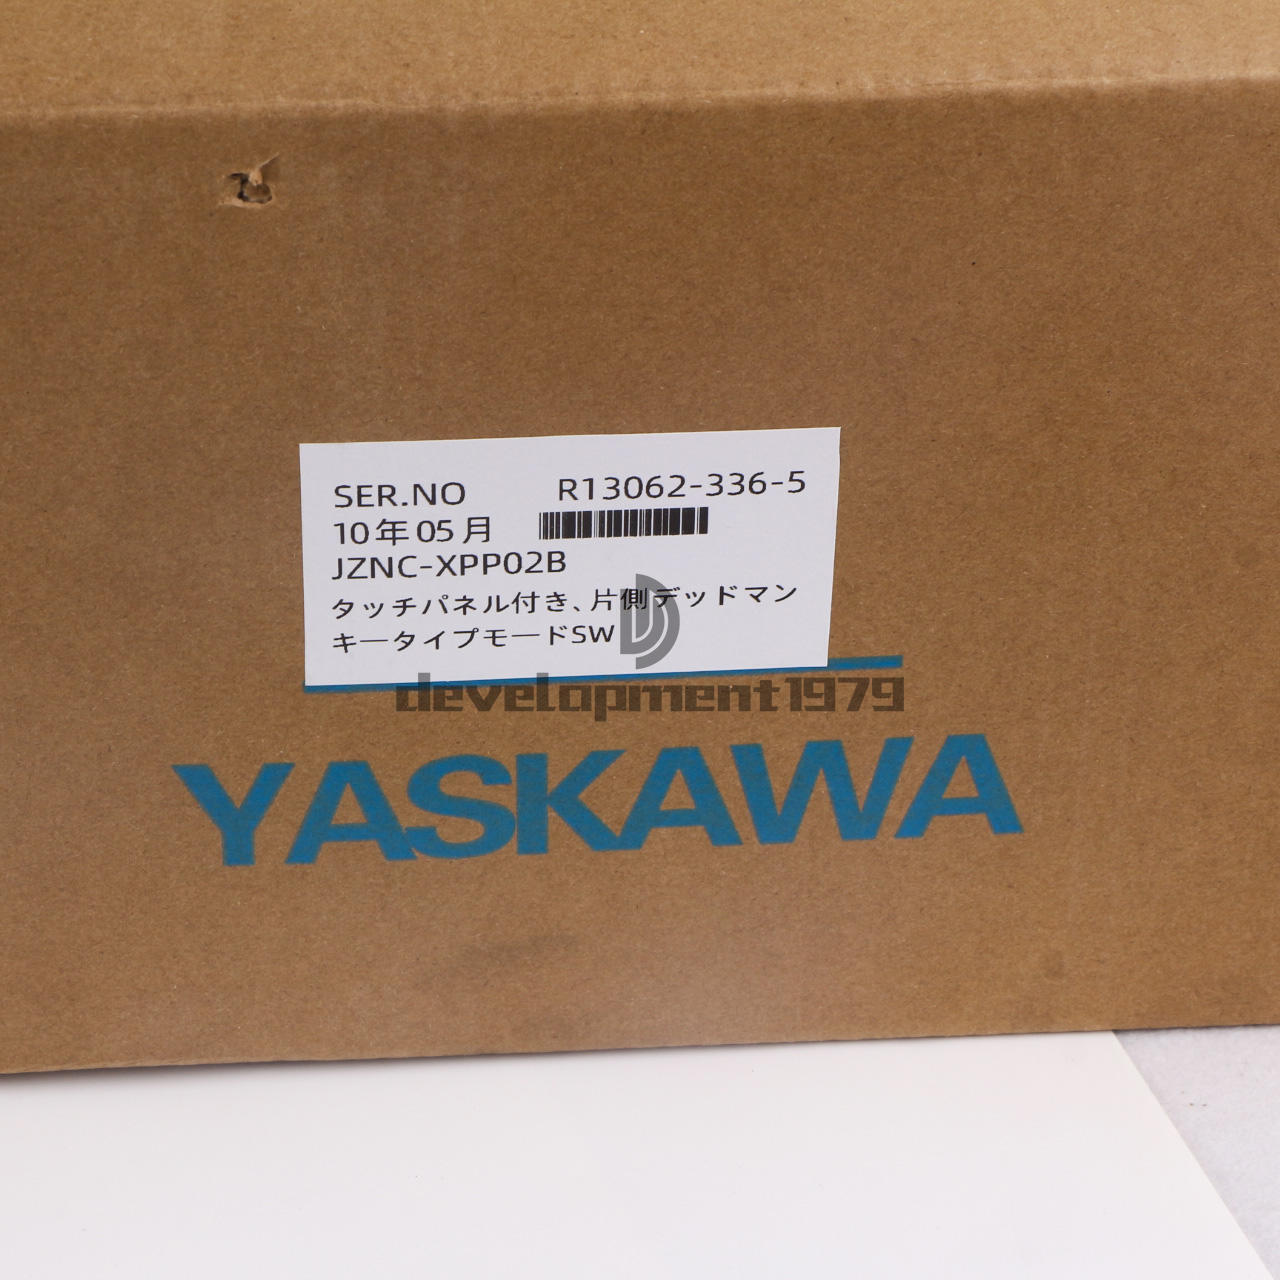 SER.NO R13062-336-5
10年05月
JZNC-XPP02B
タッチパネル付き、片側デッドマン
キータイプモードSW
development1979
YASKAWA